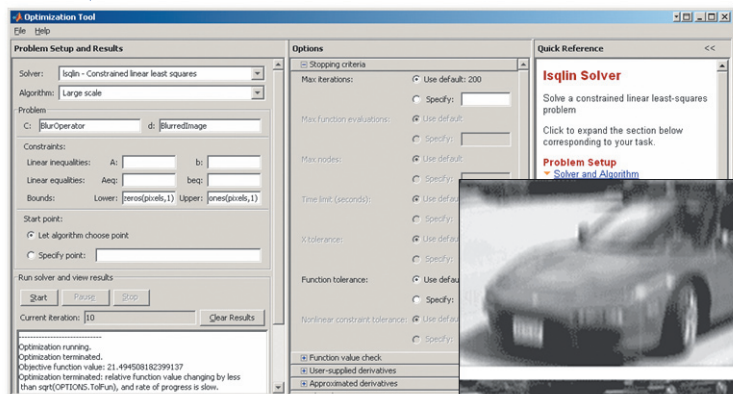 Optimization Tool
File Help
Problem Setup and Results
Solver: lsqlin - Constrained linear least squares
Algorithm: Large scale
Problem
C: BlurOperator d: BlurredImage
Constraints:
Linear inequalities: A: b:
Linear equalities: Aeq: beq:
Bounds: Lower: zeros(pixels,1) Upper: ones(pixels,1)
Start point:
Let algorithm choose point
Specify point:
Run solver and view results
Start Pause Stop
Current iteration: 10 Clear Results
Optimization running.
Optimization terminated.
Objective function value: 21.494508182399137
Optimization terminated: relative function value changing by less
than sqrt(OPTIONS.TolFun), and rate of progress is slow.
Options
Stopping criteria
Max iterations: Use default: 200
Specify:
Max function evaluations: Use default
Specify:
Max nodes: Use default
Specify:
Time limit (seconds): Use defau
Specify:
X tolerance: Use defau
Specify:
Function tolerance: Use defau
Specify:
Nonlinear constraint tolerance: Use defau
Specify:
Function value check
User-supplied derivatives
Approximated derivatives
Quick Reference <<
lsqlin Solver
Solve a constrained linear least-squares
problem
Click to expand the section below
corresponding to your task.
Problem Setup
Solver and Algorithm